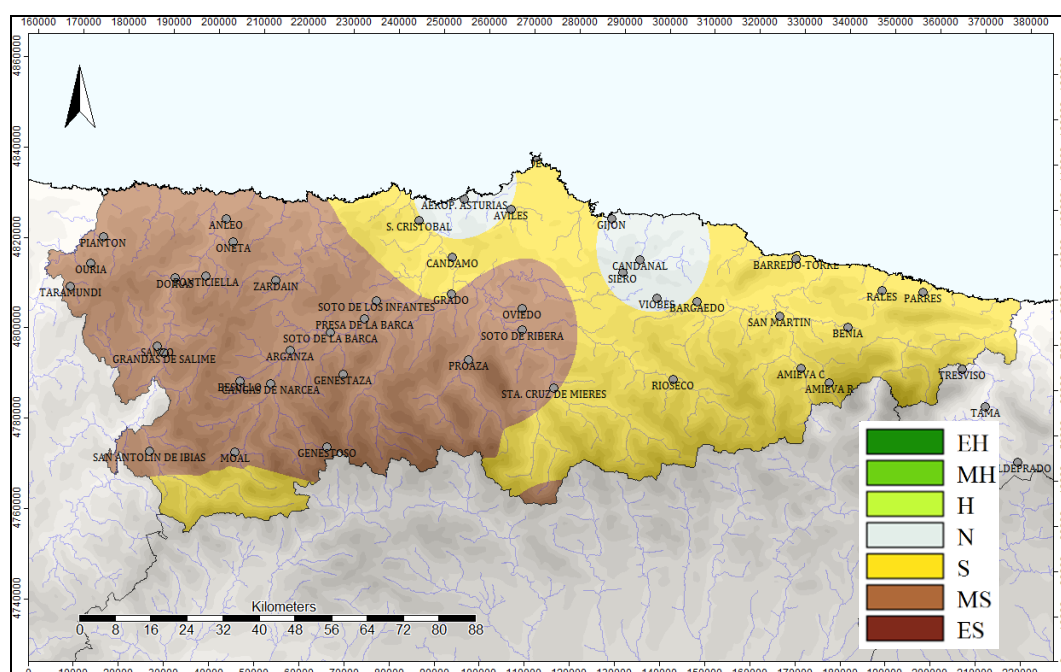 160000 170000 180000 190000 200000 210000 220000 230000 240000 250000 260000 270000 280000 290000 300000 310000 320000 330000 340000 350000 360000 370000 380000
4860000
4840000
4820000
4800000
4780000
4760000
4740000
AEROP. ASTURIAS
AVILES
S. CRISTOBAL
GIJON
ANLEO
PIANTON
ONETA
CANDAMO
CANDANAL
BARREDO-TORRE
OURIA
SIERO
TARAMUNDI
ZARDAIN
SOTO DE LOS INFANTES
GRADO
VIOBES
BARGAEDO
RALES
PARRES
OVIEDO
PRESA DE LA BARCA
SAN MARTIN
SOTO DE LA BARCA
SOTO DE RIBERA
BENIA
GRANDAS DE SALIME
ARGANZA
PROAZA
GENESTAZA
CANGAS DE NARCEA
STA. CRUZ DE MIERES
RIOSECO
AMIEVA C
AMIEVA R
TRESVISO
TAMA
SAN ANTOLIN DE IBIAS
MOAL
GENESTOSO
LDEPRADO
EH
MH
H
N
S
MS
ES
Kilometers
0 8 16 24 32 40 48 56 64 72 80 88